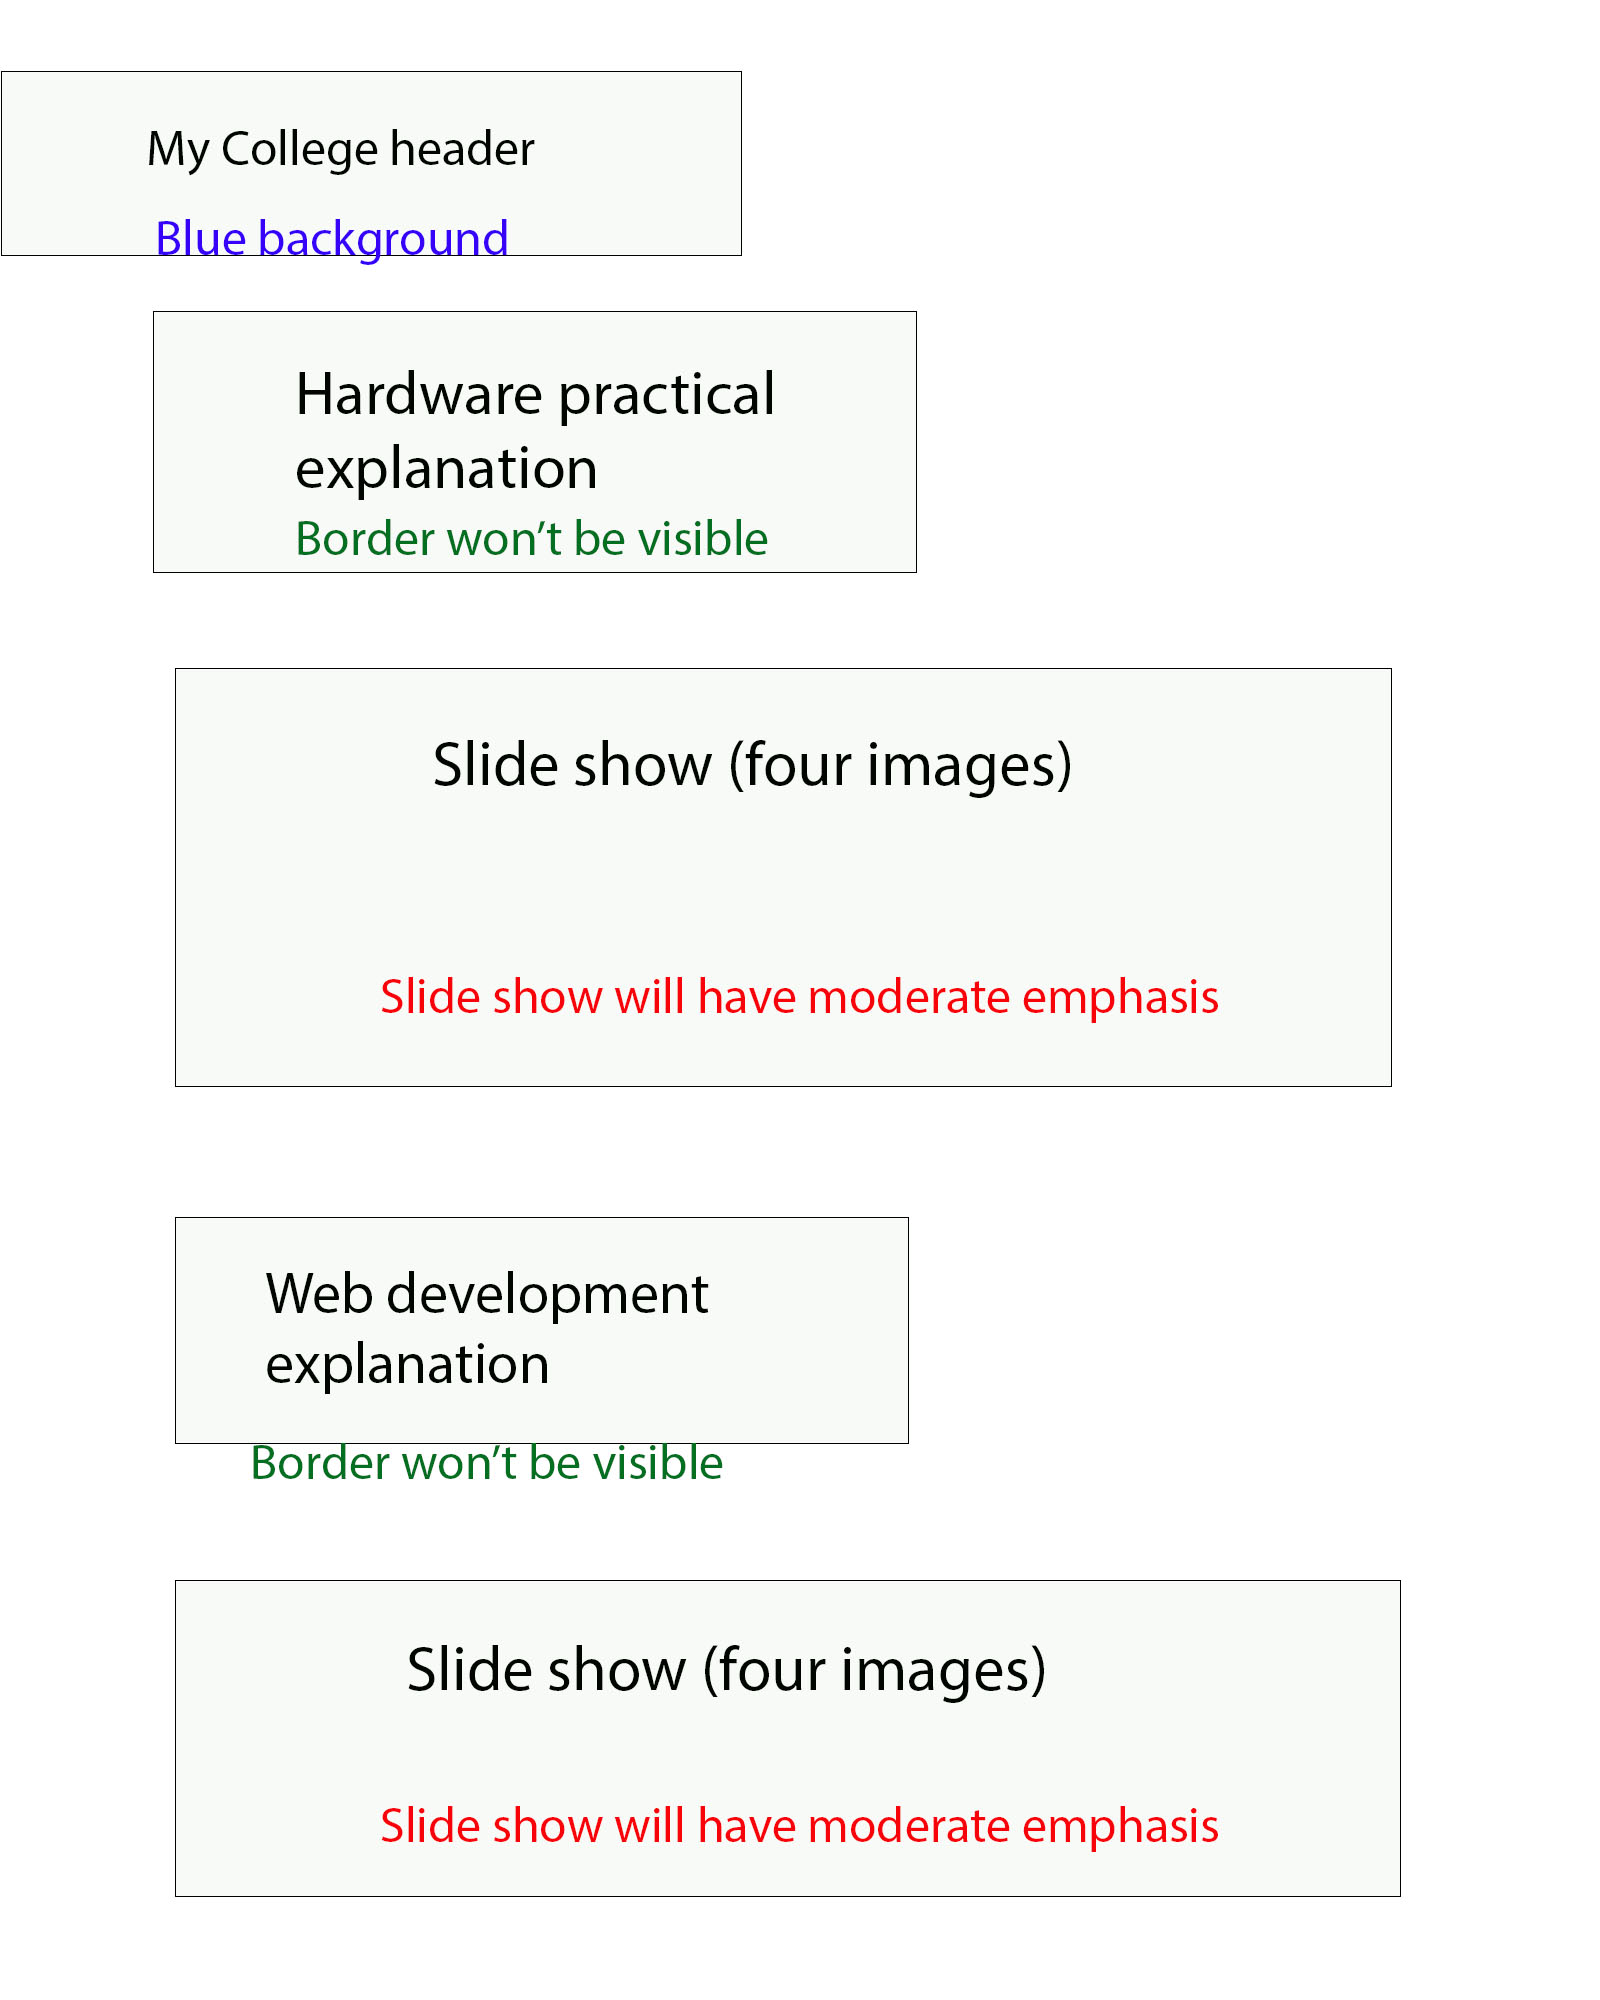 My College header
Blue background
Hardware practical
explanation
Border won’t be visible
Slide show (four images)
Slide show will have moderate emphasis
Web development
explanation
Border won’t be visible
Slide show (four images)
Slide show will have moderate emphasis